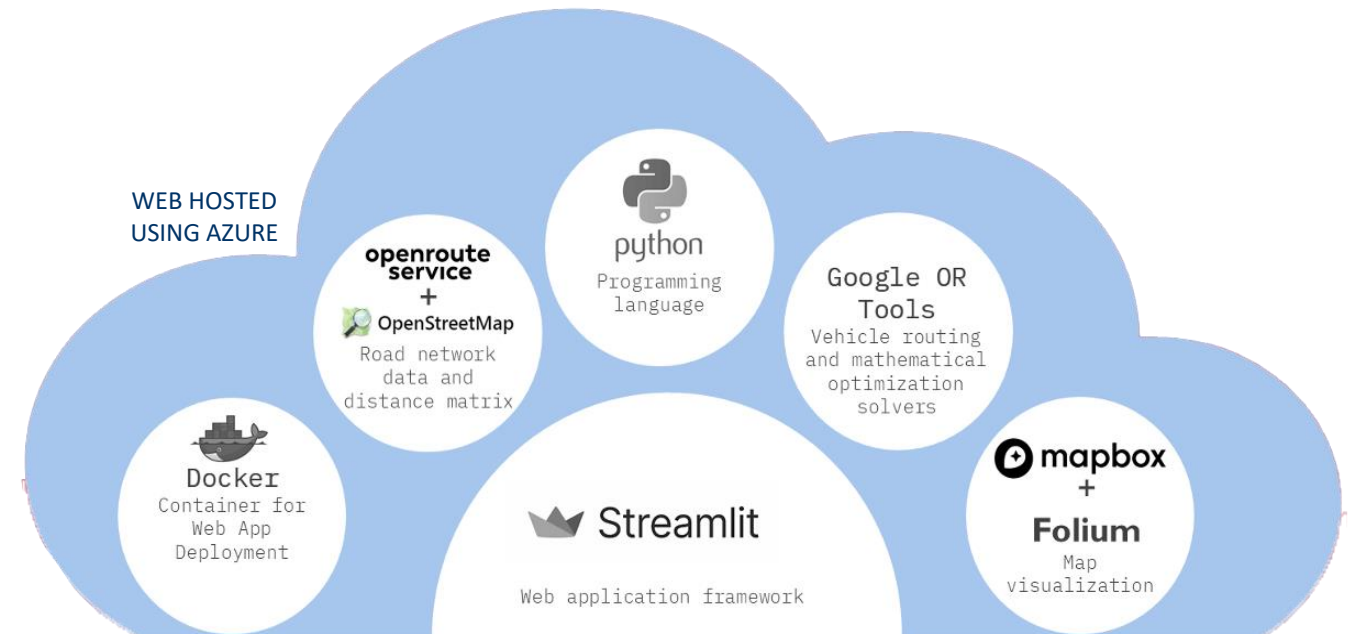 WEB HOSTED
USING AZURE
python
Programming
language
openroute
service
+
OpenStreetMap
Road network
data and
distance matrix
Google OR
Tools
Vehicle routing
and mathematical
optimization
solvers
Docker
Container for
Web App
Deployment
Streamlit
Web application framework
mapbox
+
Folium
Map
visualization